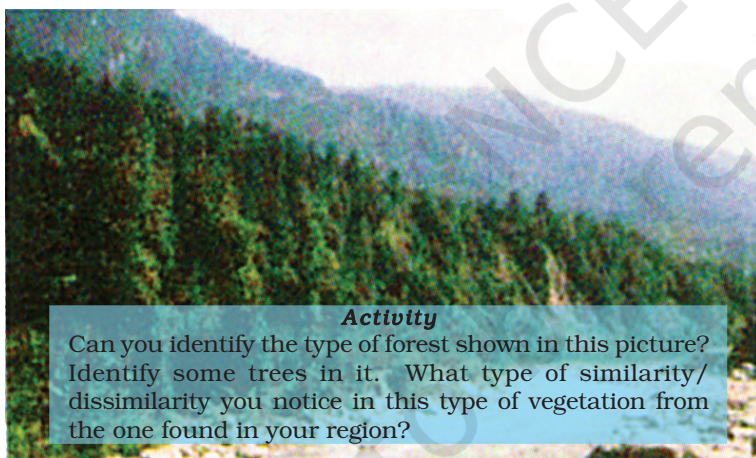 Activity
Can you identify the type of forest shown in this picture?
Identify some trees in it. What type of similarity/
dissimilarity you notice in this type of vegetation from
the one found in your region?